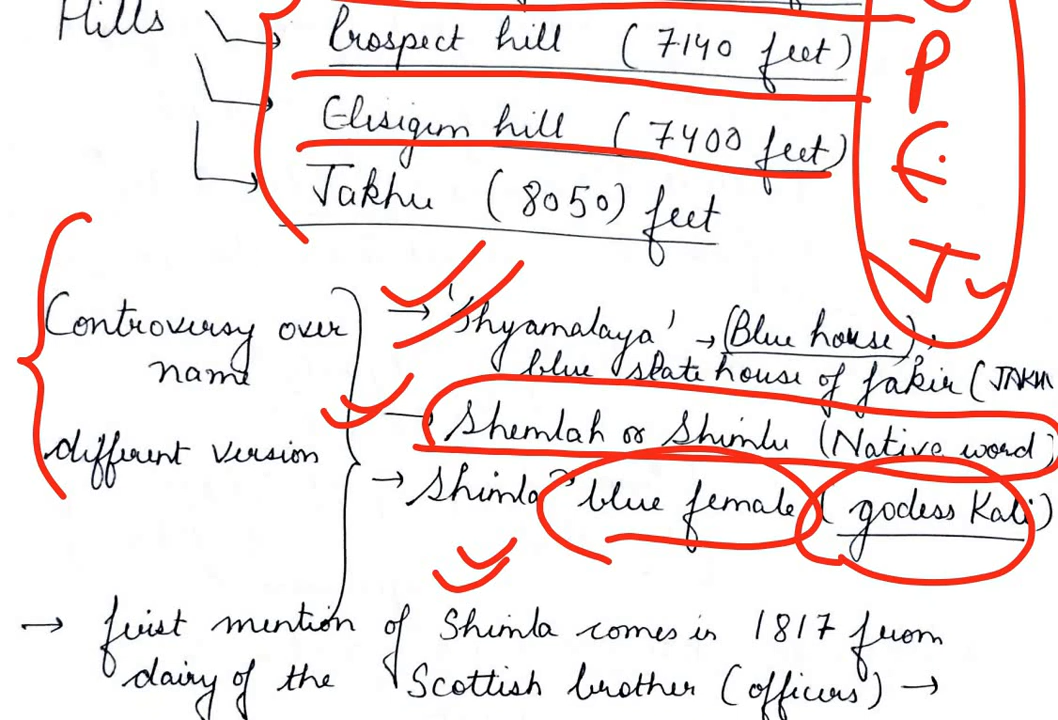 Hills → Prospect hill (7140 feet)
P
→ Elisigum hill (7400 feet)
E
→ Jakhu (8050) feet
J
Controversy over name
different version
→ 'Shyamalaya' → (Blue house),
blue slate house of fakir (JAKH
→ Shemlah or Shimlu (Native word)
→ Shimla → blue female (godess Kali)
→ first mention of Shimla comes in 1817 from
dairy of the Scottish brother (officers) →